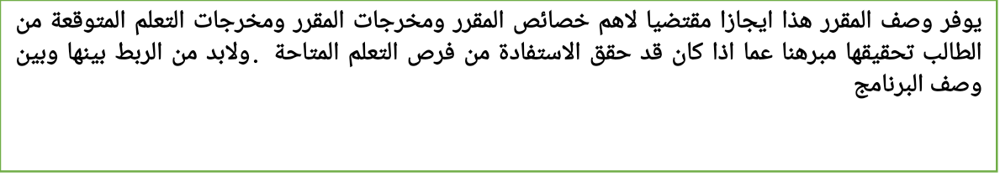 يوفر وصف المقرر هذا ايجازا مقتضيا لاهم خصائص المقرر ومخرجات المقرر ومخرجات التعلم المتوقعة من
الطالب تحقيقها مبرهنا عما اذا كان قد حقق الاستفادة من فرص التعلم المتاحة .ولابد من الربط بينها وبين
وصف البرنامج